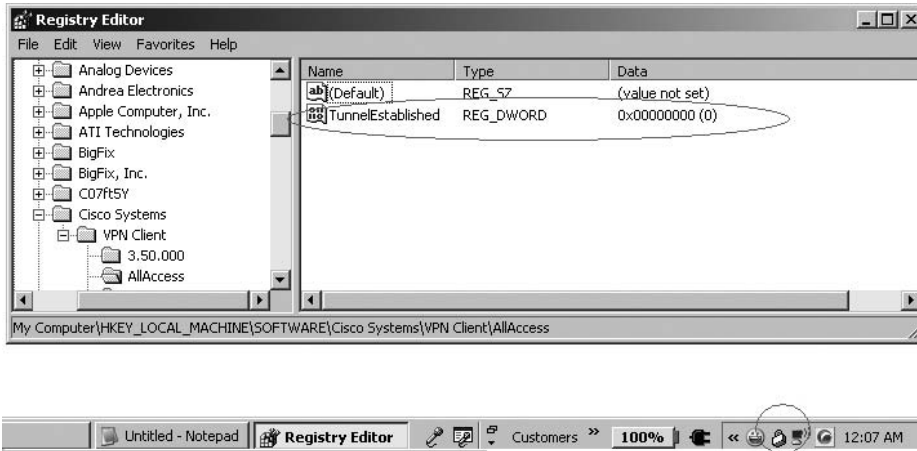 Registry Editor
File Edit View Favorites Help
Analog Devices
Andrea Electronics
Apple Computer, Inc.
ATI Technologies
BigFix
BigFix, Inc.
C07ft5Y
Cisco Systems
VPN Client
3.50.000
AllAccess
Name Type Data
(Default) REG_SZ (value not set)
TunnelEstablished REG_DWORD 0x00000000 (0)
My Computer\HKEY_LOCAL_MACHINE\SOFTWARE\Cisco Systems\VPN Client\AllAccess
Untitled - Notepad Registry Editor Customers » 100% « 12:07 AM